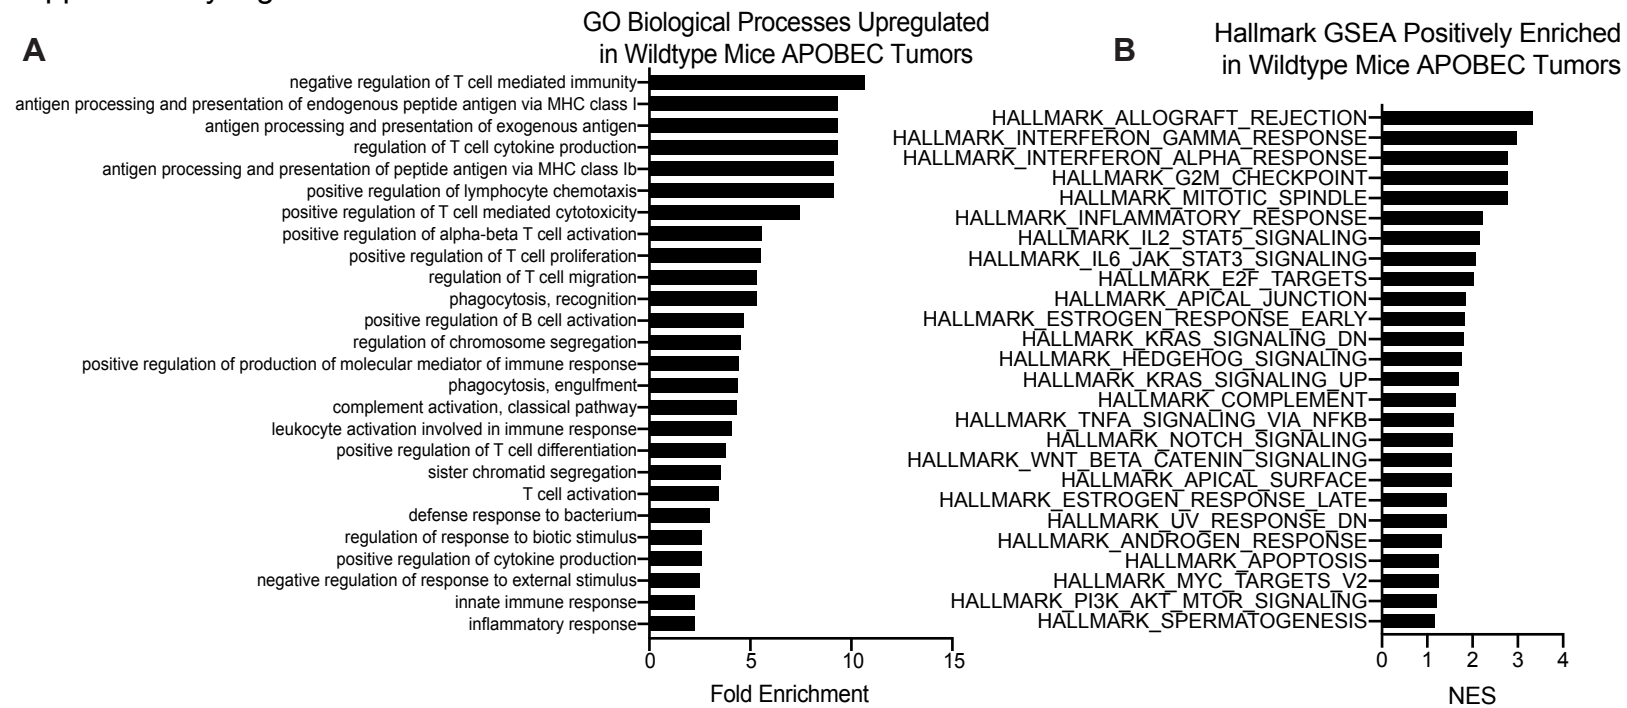 A
GO Biological Processes Upregulated
in Wildtype Mice APOBEC Tumors
negative regulation of T cell mediated immunity
antigen processing and presentation of endogenous peptide antigen via MHC class I
antigen processing and presentation of exogenous antigen
regulation of T cell cytokine production
antigen processing and presentation of peptide antigen via MHC class Ib
positive regulation of lymphocyte chemotaxis
positive regulation of T cell mediated cytotoxicity
positive regulation of alpha-beta T cell activation
positive regulation of T cell proliferation
regulation of T cell migration
phagocytosis, recognition
positive regulation of B cell activation
regulation of chromosome segregation
positive regulation of production of molecular mediator of immune response
phagocytosis, engulfment
complement activation, classical pathway
leukocyte activation involved in immune response
positive regulation of T cell differentiation
sister chromatid segregation
T cell activation
defense response to bacterium
regulation of response to biotic stimulus
positive regulation of cytokine production
negative regulation of response to external stimulus
innate immune response
inflammatory response
0 5 10 15
Fold Enrichment
B
Hallmark GSEA Positively Enriched
in Wildtype Mice APOBEC Tumors
HALLMARK_ALLOGRAFT_REJECTION
HALLMARK_INTERFERON_GAMMA_RESPONSE
HALLMARK_INTERFERON_ALPHA_RESPONSE
HALLMARK_G2M_CHECKPOINT
HALLMARK_MITOTIC_SPINDLE
HALLMARK_INFLAMMATORY_RESPONSE
HALLMARK_IL2_STAT5_SIGNALING
HALLMARK_IL6_JAK_STAT3_SIGNALING
HALLMARK_E2F_TARGETS
HALLMARK_APICAL_JUNCTION
HALLMARK_ESTROGEN_RESPONSE_EARLY
HALLMARK_KRAS_SIGNALING_DN
HALLMARK_HEDGEHOG_SIGNALING
HALLMARK_KRAS_SIGNALING_UP
HALLMARK_COMPLEMENT
HALLMARK_TNFA_SIGNALING_VIA_NFKB
HALLMARK_NOTCH_SIGNALING
HALLMARK_WNT_BETA_CATENIN_SIGNALING
HALLMARK_APICAL_SURFACE
HALLMARK_ESTROGEN_RESPONSE_LATE
HALLMARK_UV_RESPONSE_DN
HALLMARK_ANDROGEN_RESPONSE
HALLMARK_APOPTOSIS
HALLMARK_MYC_TARGETS_V2
HALLMARK_PI3K_AKT_MTOR_SIGNALING
HALLMARK_SPERMATOGENESIS
0 1 2 3 4
NES